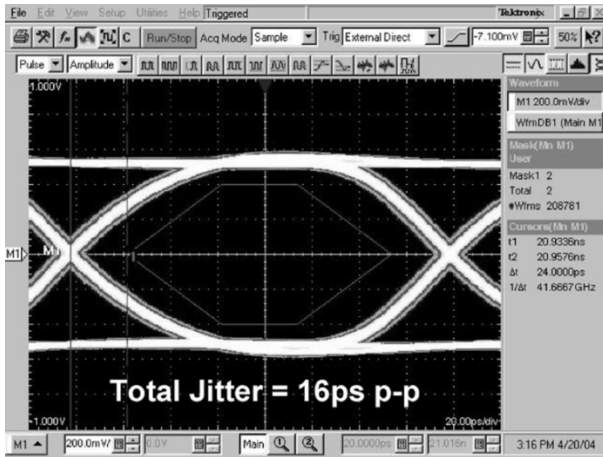 File Edit View Setup Utilities Help Triggered Tektronix
Run/Stop Acq Mode Sample Trig External Direct -7.100mV 50%
Pulse Amplitude
1.000V
Waveform
M1 200.0mV/div
WfmDB1 (Main M1
Mask(Mn M1)
User
Mask1 2
Total 2
#Wfms 208781
Cursors(Mn M1)
t1 20.9336ns
t2 20.9576ns
Δt 24.0000ps
1/Δt 41.6667GHz
M1
M1
Total Jitter = 16ps p-p
-1.000V 20.00ps/div
M1 200.0mV 0.0V Main 20.0000ps 21.016n 3:16 PM 4/20/04